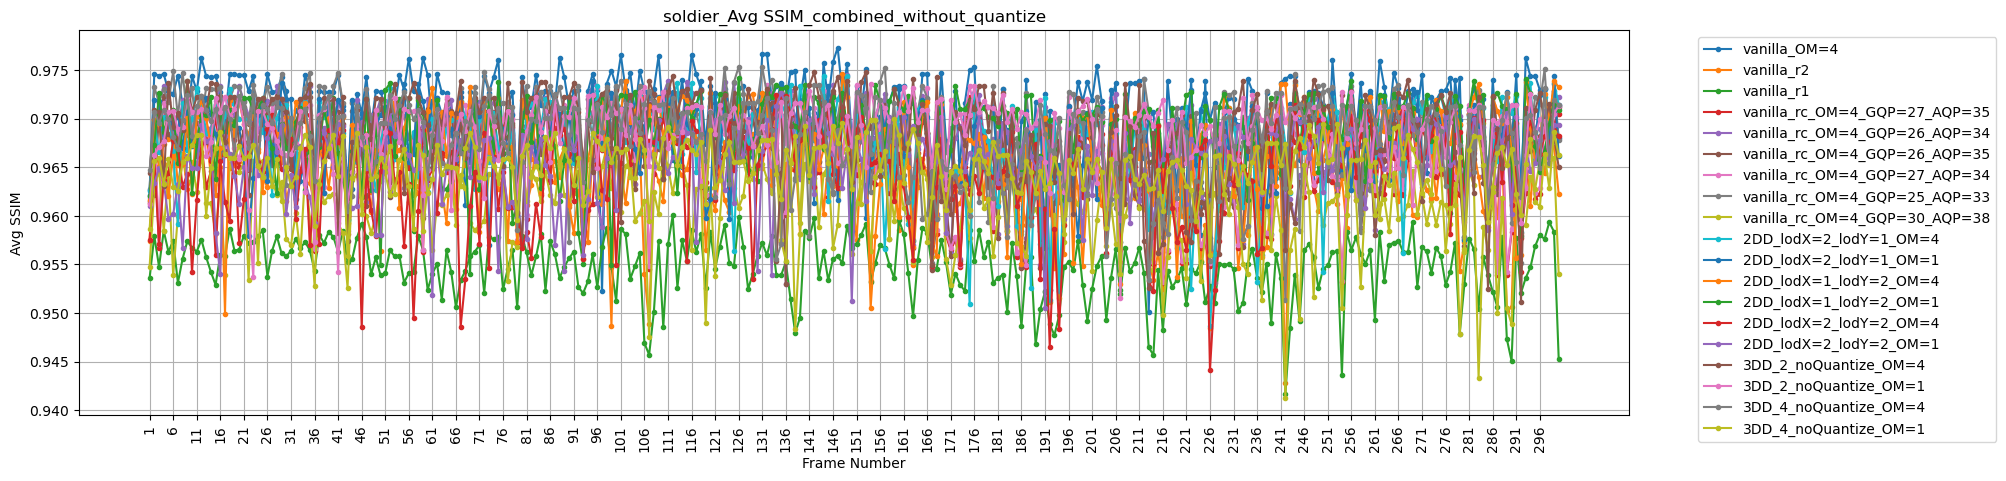 soldier_Avg SSIM_combined_without_quantize
Avg SSIM
0.975
0.970
0.965
0.960
0.955
0.950
0.945
0.940
1 6 11 16 21 26 31 36 41 46 51 56 61 66 71 76 81 86 91 96 101 106 111 116 121 126 131 136 141 146 151 156 161 166 171 176 181 186 191 196 201 206 211 216 221 226 231 236 241 246 251 256 261 266 271 276 281 286 291 296
Frame Number
vanilla_OM=4
vanilla_r2
vanilla_r1
vanilla_rc_OM=4_GQP=27_AQP=35
vanilla_rc_OM=4_GQP=26_AQP=34
vanilla_rc_OM=4_GQP=26_AQP=35
vanilla_rc_OM=4_GQP=27_AQP=34
vanilla_rc_OM=4_GQP=25_AQP=33
vanilla_rc_OM=4_GQP=30_AQP=38
2DD_lodX=2_lodY=1_OM=4
2DD_lodX=2_lodY=1_OM=1
2DD_lodX=1_lodY=2_OM=4
2DD_lodX=1_lodY=2_OM=1
2DD_lodX=2_lodY=2_OM=4
2DD_lodX=2_lodY=2_OM=1
3DD_2_noQuantize_OM=4
3DD_2_noQuantize_OM=1
3DD_4_noQuantize_OM=4
3DD_4_noQuantize_OM=1